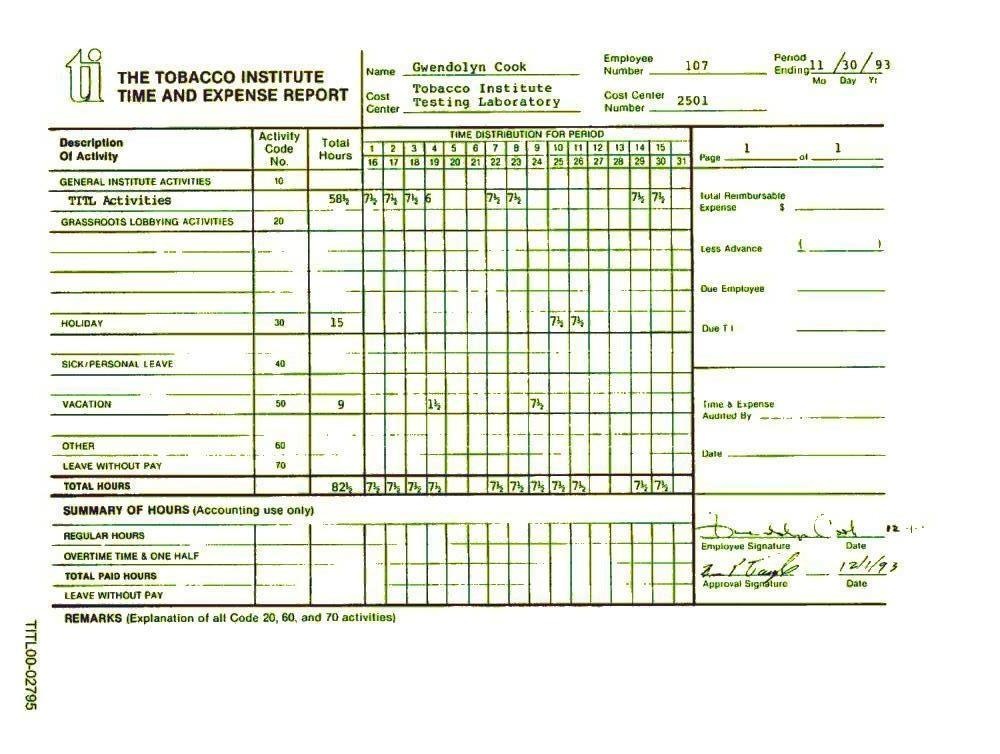 ti
THE TOBACCO INSTITUTE
TIME AND EXPENSE REPORT
Name Gwendolyn Cook
Cost Center Tobacco Institute Testing Laboratory
Employee Number 107
Cost Center Number 2501
Period Ending 11 / 30 / 93
Mo Day Yr
Description Of Activity
Activity Code No.
Total Hours
TIME DISTRIBUTION FOR PERIOD
1 2 3 4 5 6 7 8 9 10 11 12 13 14 15
16 17 18 19 20 21 22 23 24 25 26 27 28 29 30 31
Page 1 of 1
GENERAL INSTITUTE ACTIVITIES 10
TITL Activities 58½ 7½ 7½ 7½ 6 7½ 7½ 7½ 7½
GRASSROOTS LOBBYING ACTIVITIES 20
HOLIDAY 30 15 7½ 7½
SICK/PERSONAL LEAVE 40
VACATION 50 9 1½ 7½
OTHER 60
LEAVE WITHOUT PAY 70
TOTAL HOURS 82½ 7½ 7½ 7½ 7½ 7½ 7½ 7½ 7½ 7½ 7½ 7½
SUMMARY OF HOURS (Accounting use only)
REGULAR HOURS
OVERTIME TIME & ONE HALF
TOTAL PAID HOURS
LEAVE WITHOUT PAY
REMARKS (Explanation of all Code 20, 60, and 70 activities)
Total Reimbursable
Expense $
Less Advance ( )
Due Employee
Due T I
Time & Expense
Audited By
Date
Cook 12
Employee Signature Date
12/1/93
Approval Signature Date
TITL00-02795